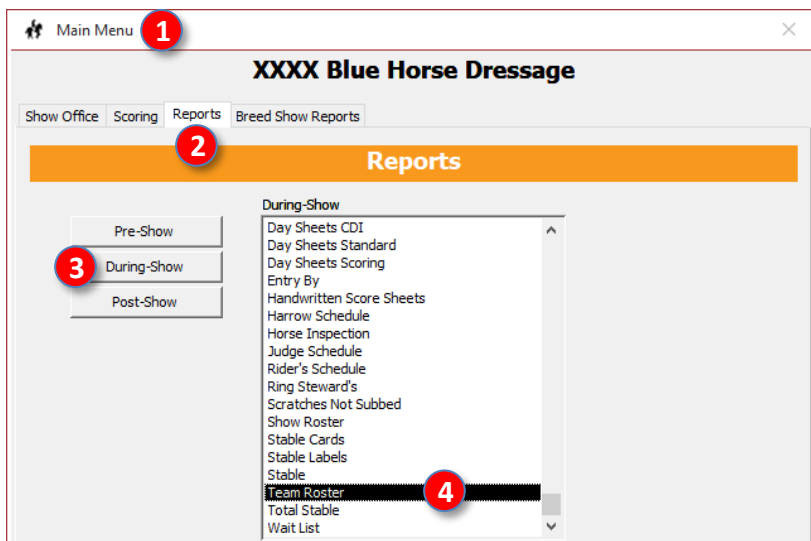 Main Menu 1
XXXX Blue Horse Dressage
Show Office Scoring Reports Breed Show Reports
2
Reports
During-Show
Pre-Show
3 During-Show
Post-Show
Day Sheets CDI
Day Sheets Standard
Day Sheets Scoring
Entry By
Handwritten Score Sheets
Harrow Schedule
Horse Inspection
Judge Schedule
Rider's Schedule
Ring Steward's
Scratches Not Subbed
Show Roster
Stable Cards
Stable Labels
Stable
Team Roster 4
Total Stable
Wait List